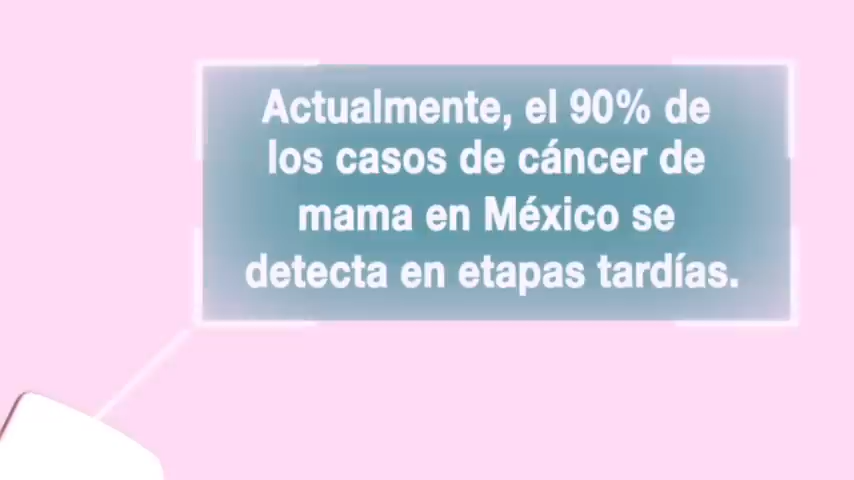 Actualmente, el 90% de
los casos de cáncer de
mama en México se
detecta en etapas tardías.